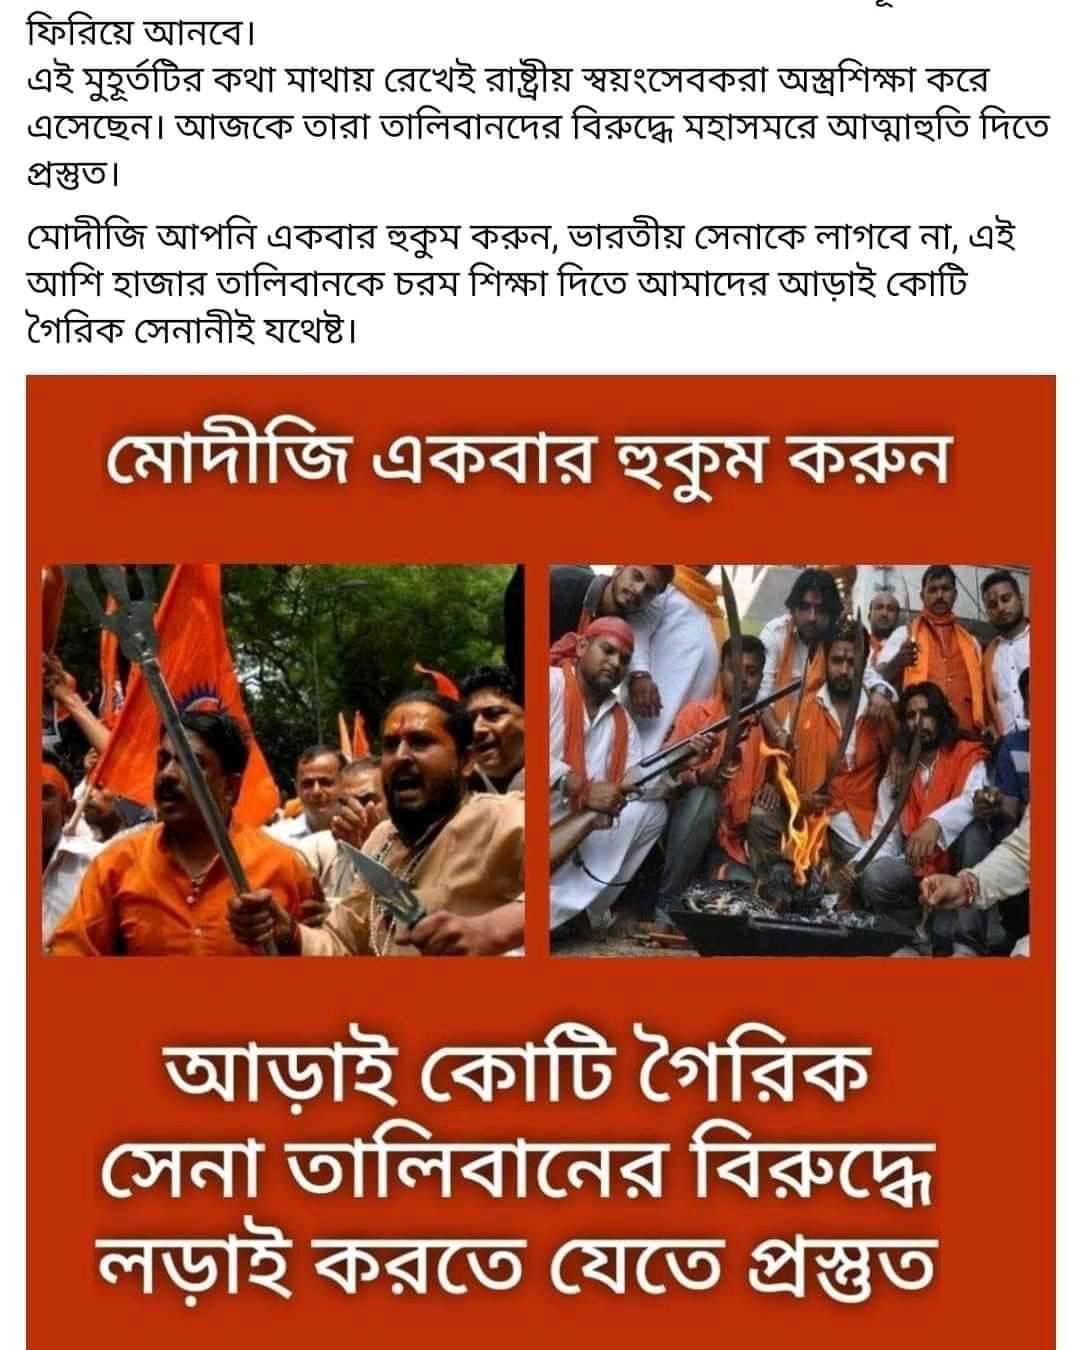 ফিরিয়ে আনবে।
এই মুহূর্তটির কথা মাথায় রেখেই রাষ্ট্রীয় স্বয়ংসেবকরা অস্ত্রশিক্ষা করে
এসেছেন। আজকে তারা তালিবানদের বিরুদ্ধে মহাসমরে আত্মাহুতি দিতে
প্রস্তুত।
মোদীজি আপনি একবার হুকুম করুন, ভারতীয় সেনাকে লাগবে না, এই
আশি হাজার তালিবানকে চরম শিক্ষা দিতে আমাদের আড়াই কোটি
গৈরিক সেনানীই যথেষ্ট।
মোদীজি একবার হুকুম করুন
আড়াই কোটি গৈরিক
সেনা তালিবানের বিরুদ্ধে
লড়াই করতে যেতে প্রস্তুত